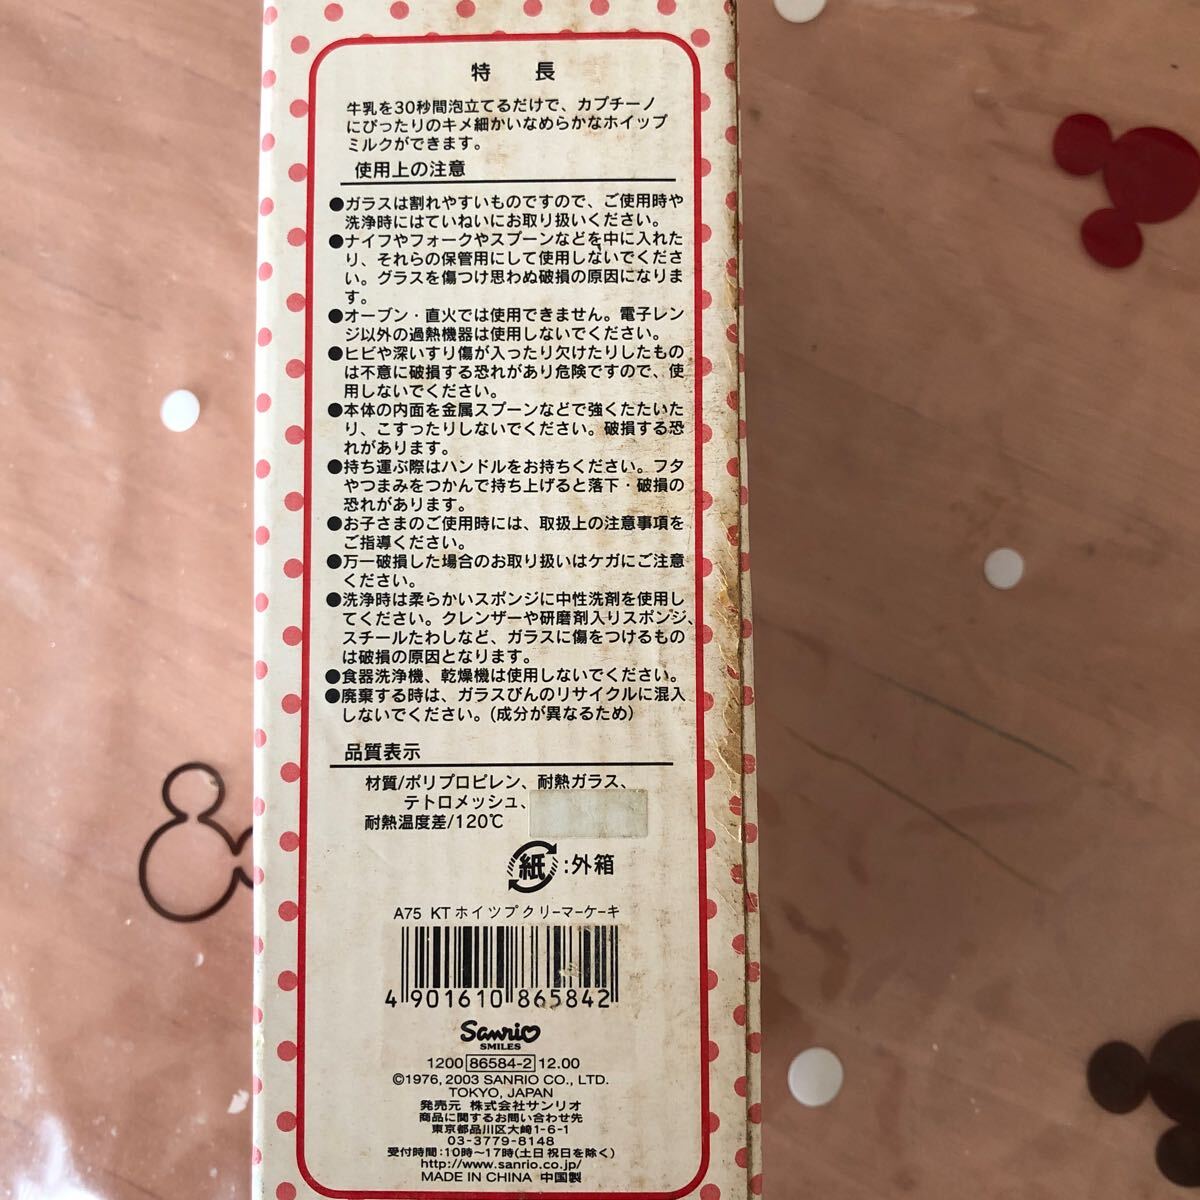 特　長
牛乳を30秒間泡立てるだけで、カプチーノ
にぴったりのキメ細かいなめらかなホイップ
ミルクができます。
使用上の注意
●ガラスは割れやすいものですので、ご使用時や
洗浄時にはていねいにお取り扱いください。
●ナイフやフォークやスプーンなどを中に入れた
り、それらの保管用にして使用しないでくださ
い。グラスを傷つけ思わぬ破損の原因になりま
す。
●オーブン・直火では使用できません。電子レン
ジ以外の過熱機器は使用しないでください。
●ヒビや深いすり傷が入ったり欠けたりしたもの
は不意に破損する恐れがあり危険ですので、使
用しないでください。
●本体の内面を金属スプーンなどで強くたたいた
り、こすったりしないでください。破損する恐
れがあります。
●持ち運ぶ際はハンドルをお持ちください。フタ
やつまみをつかんで持ち上げると落下・破損の
恐れがあります。
●お子さまのご使用時には、取扱上の注意事項を
ご指導ください。
●万一破損した場合のお取り扱いはケガにご注意
ください。
●洗浄時は柔らかいスポンジに中性洗剤を使用し
てください。クレンザーや研磨剤入りスポンジ、
スチールたわしなど、ガラスに傷をつけるもの
は破損の原因となります。
●食器洗浄機、乾燥機は使用しないでください。
●廃棄する時は、ガラスびんのリサイクルに混入
しないでください。(成分が異なるため)
品質表示
材質/ポリプロピレン、耐熱ガラス、
テトロメッシュ、
耐熱温度差/120℃
紙:外箱
A75 KTホイツプクリーマーケーキ
4 901610 865842
Sanrio
SMILES
1200 86584-2 12.00
©1976, 2003 SANRIO CO., LTD.
TOKYO, JAPAN
発売元 株式会社サンリオ
商品に関するお問い合わせ先
東京都品川区大崎1-6-1
03-3779-8148
受付時間:10時〜17時(土日祝日を除く)
http://www.sanrio.co.jp/
MADE IN CHINA 中国製